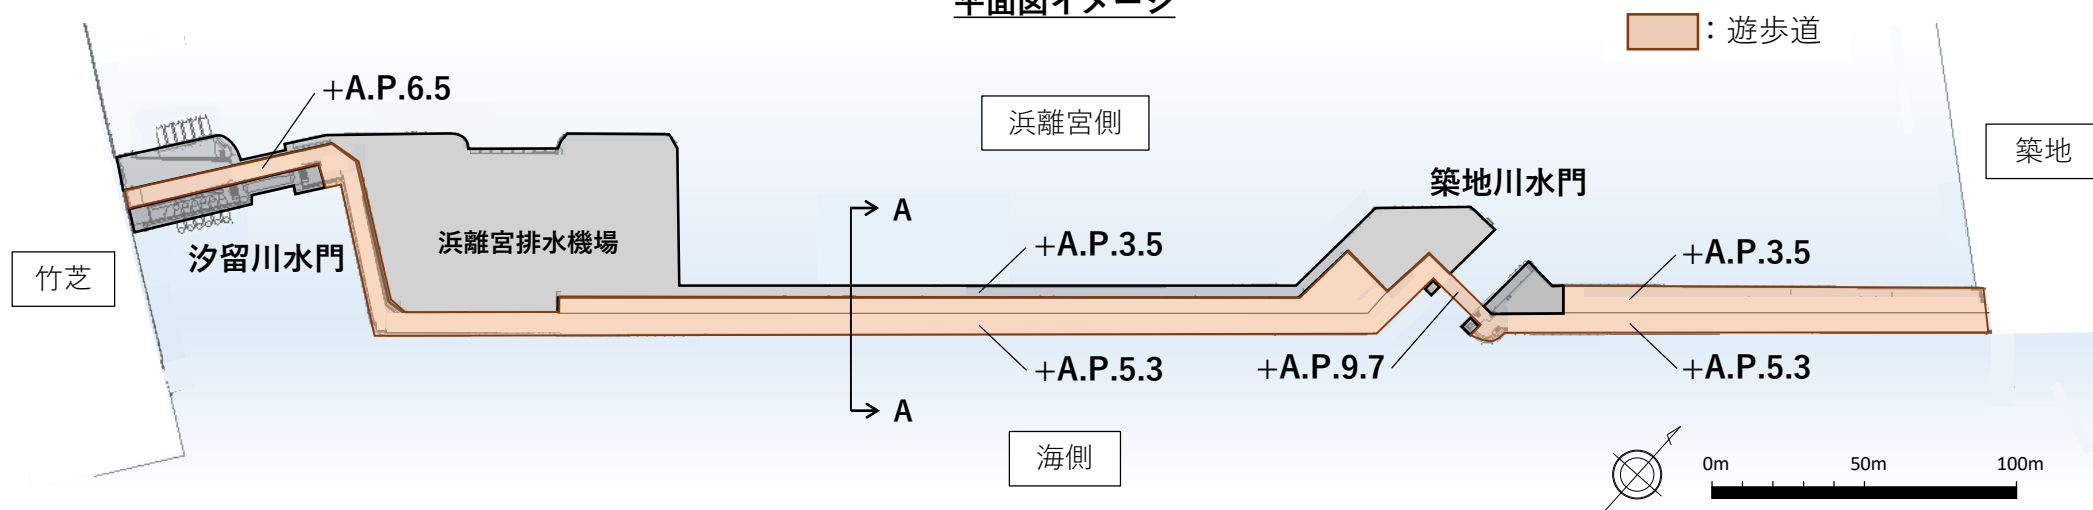 平面図イメージ
：遊歩道
+A.P.6.5
浜離宮側
築地
築地川水門
A
浜離宮排水機場
+A.P.3.5
+A.P.3.5
汐留川水門
竹芝
+A.P.5.3
+A.P.9.7
+A.P.5.3
A
海側
0m 50m 100m